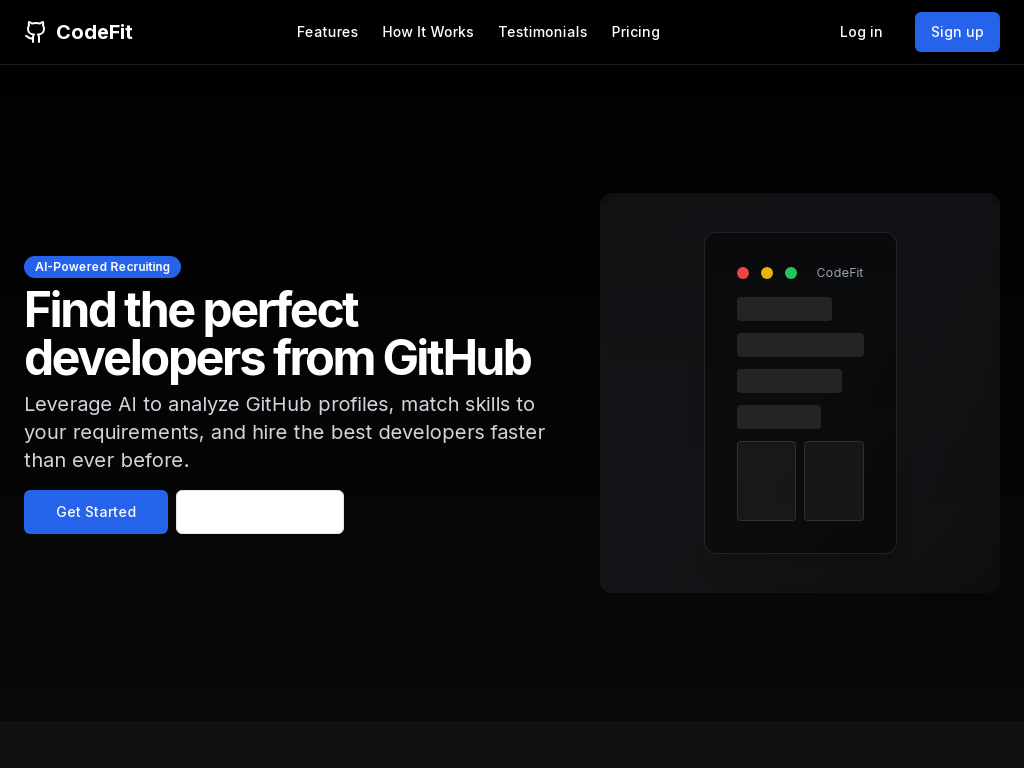 CodeFit
Features
How It Works
Testimonials
Pricing
Log in
Sign up
AI-Powered Recruiting
Find the perfect
developers from GitHub
Leverage AI to analyze GitHub profiles, match skills to
your requirements, and hire the best developers faster
than ever before.
Get Started
CodeFit